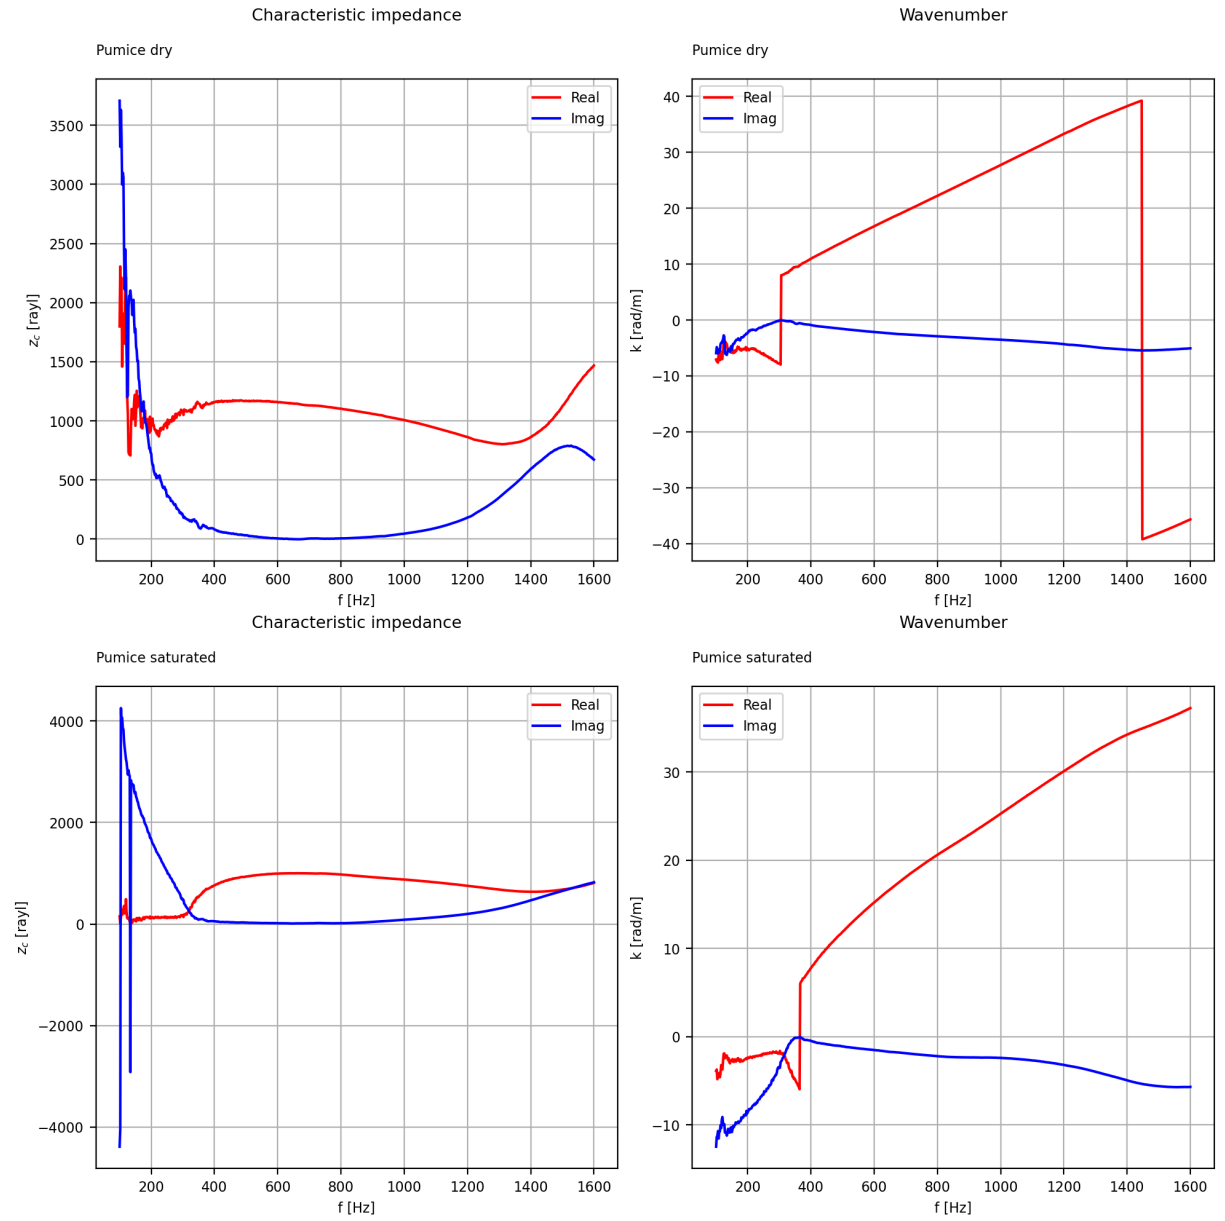 Characteristic impedance
Pumice dry
Real
Imag
3500
3000
2500
2000
1500
1000
500
0
z_c [rayl]
200 400 600 800 1000 1200 1400 1600
f [Hz]
Wavenumber
Pumice dry
Real
Imag
40
30
20
10
0
−10
−20
−30
−40
k [rad/m]
200 400 600 800 1000 1200 1400 1600
f [Hz]
Characteristic impedance
Pumice saturated
Real
Imag
4000
2000
0
−2000
−4000
z_c [rayl]
200 400 600 800 1000 1200 1400 1600
f [Hz]
Wavenumber
Pumice saturated
Real
Imag
30
20
10
0
−10
k [rad/m]
200 400 600 800 1000 1200 1400 1600
f [Hz]